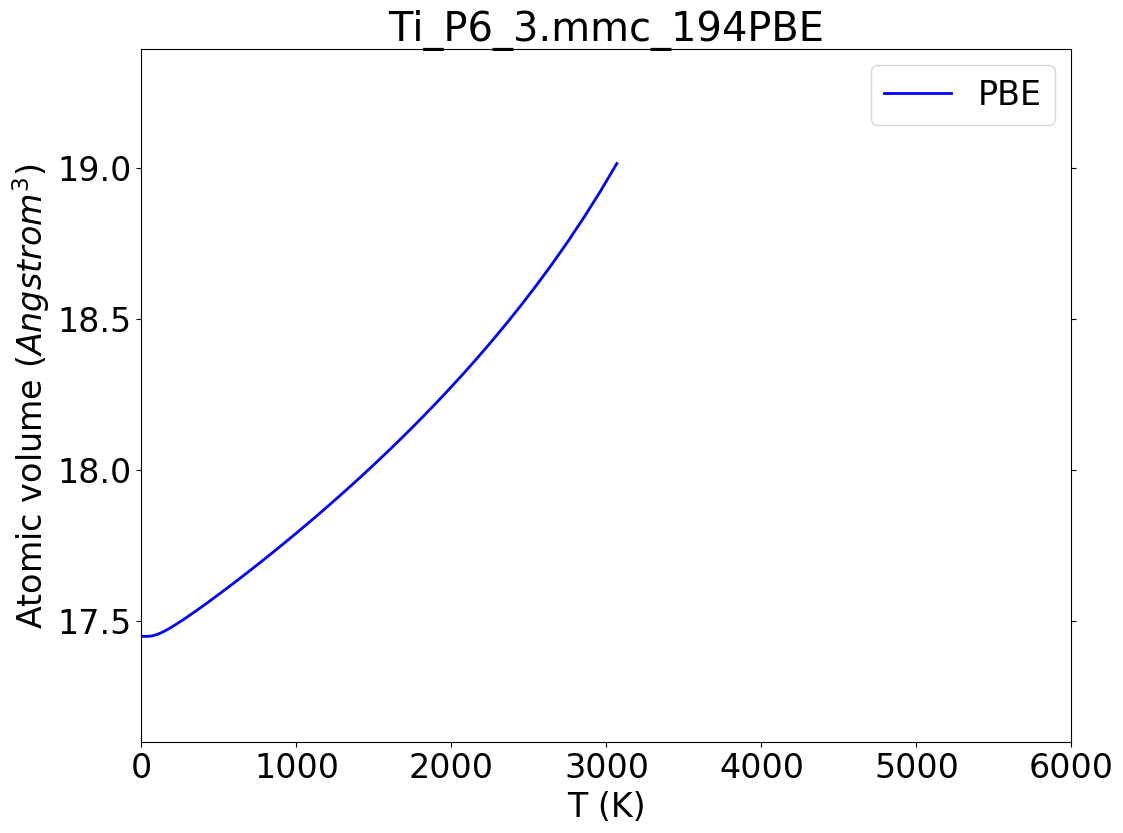 Ti_P6_3.mmc_194PBE
PBE
Atomic volume (Angstrom³)
19.0
18.5
18.0
17.5
0 1000 2000 3000 4000 5000 6000
T (K)